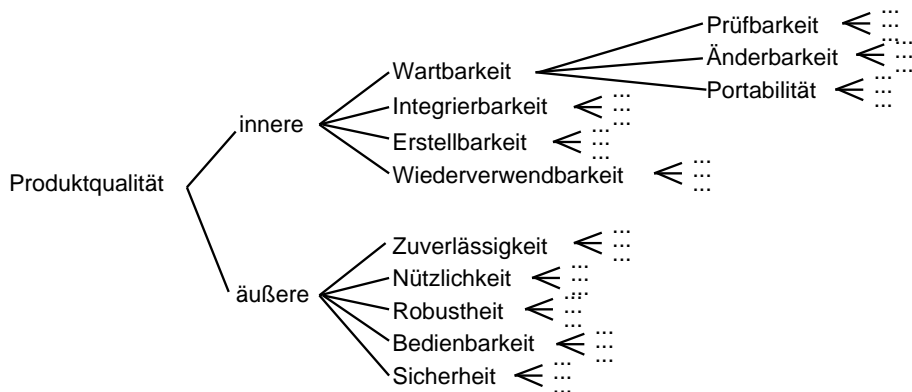 Produktqualität
innere
Wartbarkeit
Prüfbarkeit
...
...
...
Änderbarkeit
...
...
...
Portabilität
...
...
...
Integrierbarkeit
...
...
...
Erstellbarkeit
...
...
...
Wiederverwendbarkeit
...
...
...
äußere
Zuverlässigkeit
...
...
...
Nützlichkeit
...
...
...
Robustheit
...
...
...
Bedienbarkeit
...
...
...
Sicherheit
...
...
...